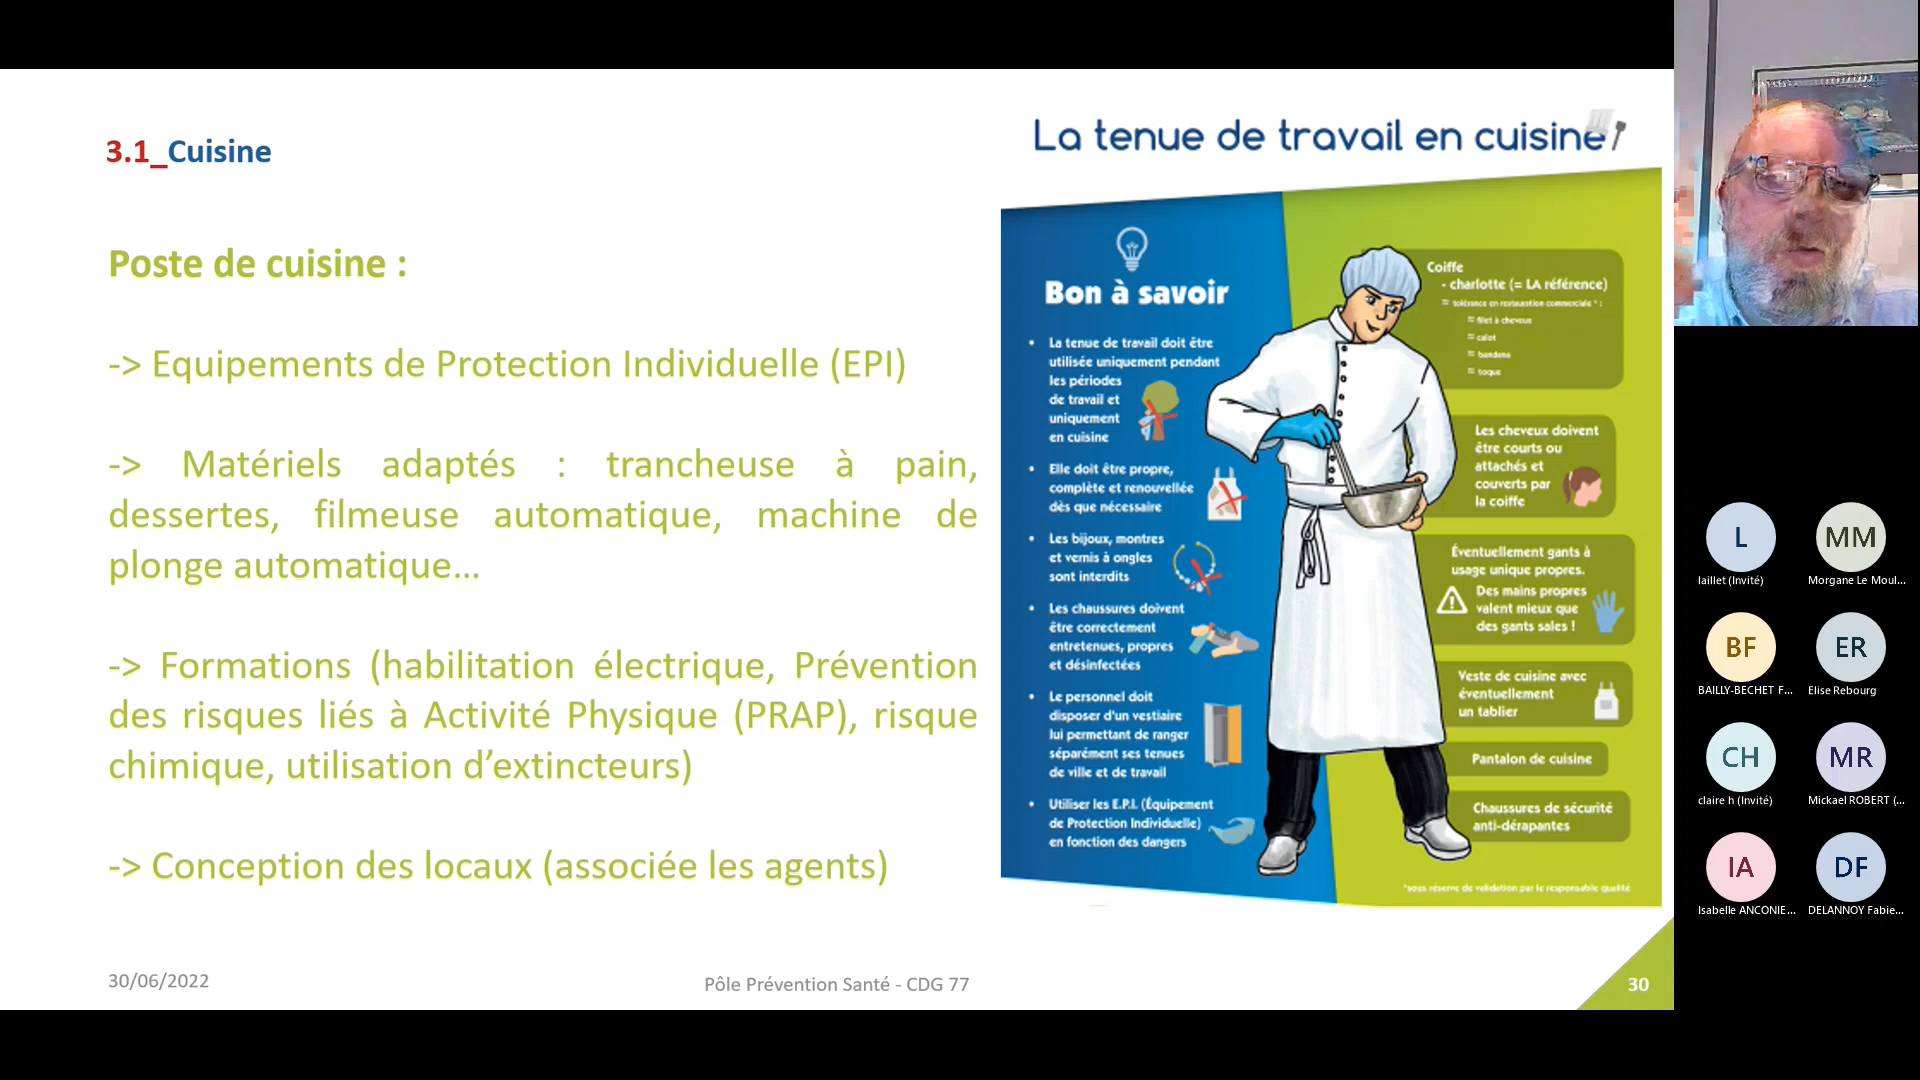 3.1_Cuisine
Poste de cuisine :
-> Equipements de Protection Individuelle (EPI)
-> Matériels adaptés : trancheuse à pain,
dessertes, filmeuse automatique, machine de
plonge automatique...
-> Formations (habilitation électrique, Prévention
des risques liés à Activité Physique (PRAP), risque
chimique, utilisation d’extincteurs)
-> Conception des locaux (associée les agents)
La tenue de travail en cuisine
Bon à savoir
• La tenue de travail doit être
utilisée uniquement pendant
les périodes
de travail et
uniquement
en cuisine
• Elle doit être propre,
complète et renouvellée
dès que nécessaire
• Les bijoux, montres
et vernis à ongles
sont interdits
• Les chaussures doivent
être correctement
entretenues, propres
et désinfectées
• Le personnel doit
disposer d'un vestiaire
lui permettant de ranger
séparément ses tenues
de ville et de travail
• Utiliser les E.P.I. (Équipement
de Protection Individuelle)
en fonction des dangers
Coiffe
- charlotte (= LA référence)
= tolérance en restauration commerciale * :
= filet à cheveux
= calot
= bandana
= toque
Les cheveux doivent
être courts ou
attachés et
couverts par
la coiffe
Éventuellement gants à
usage unique propres.
Des mains propres
valent mieux que
des gants sales !
Veste de cuisine avec
éventuellement
un tablier
Pantalon de cuisine
Chaussures de sécurité
anti-dérapantes
*sous réserve de validation par le responsable qualité
30/06/2022
Pôle Prévention Santé - CDG 77
30
L
laillet (Invité)
MM
Morgane Le Moul...
BF
BAILLY-BECHET F...
ER
Elise Rebourg
CH
claire h (Invité)
MR
Mickael ROBERT (...
IA
Isabelle ANCONIE...
DF
DELANNOY Fabie...